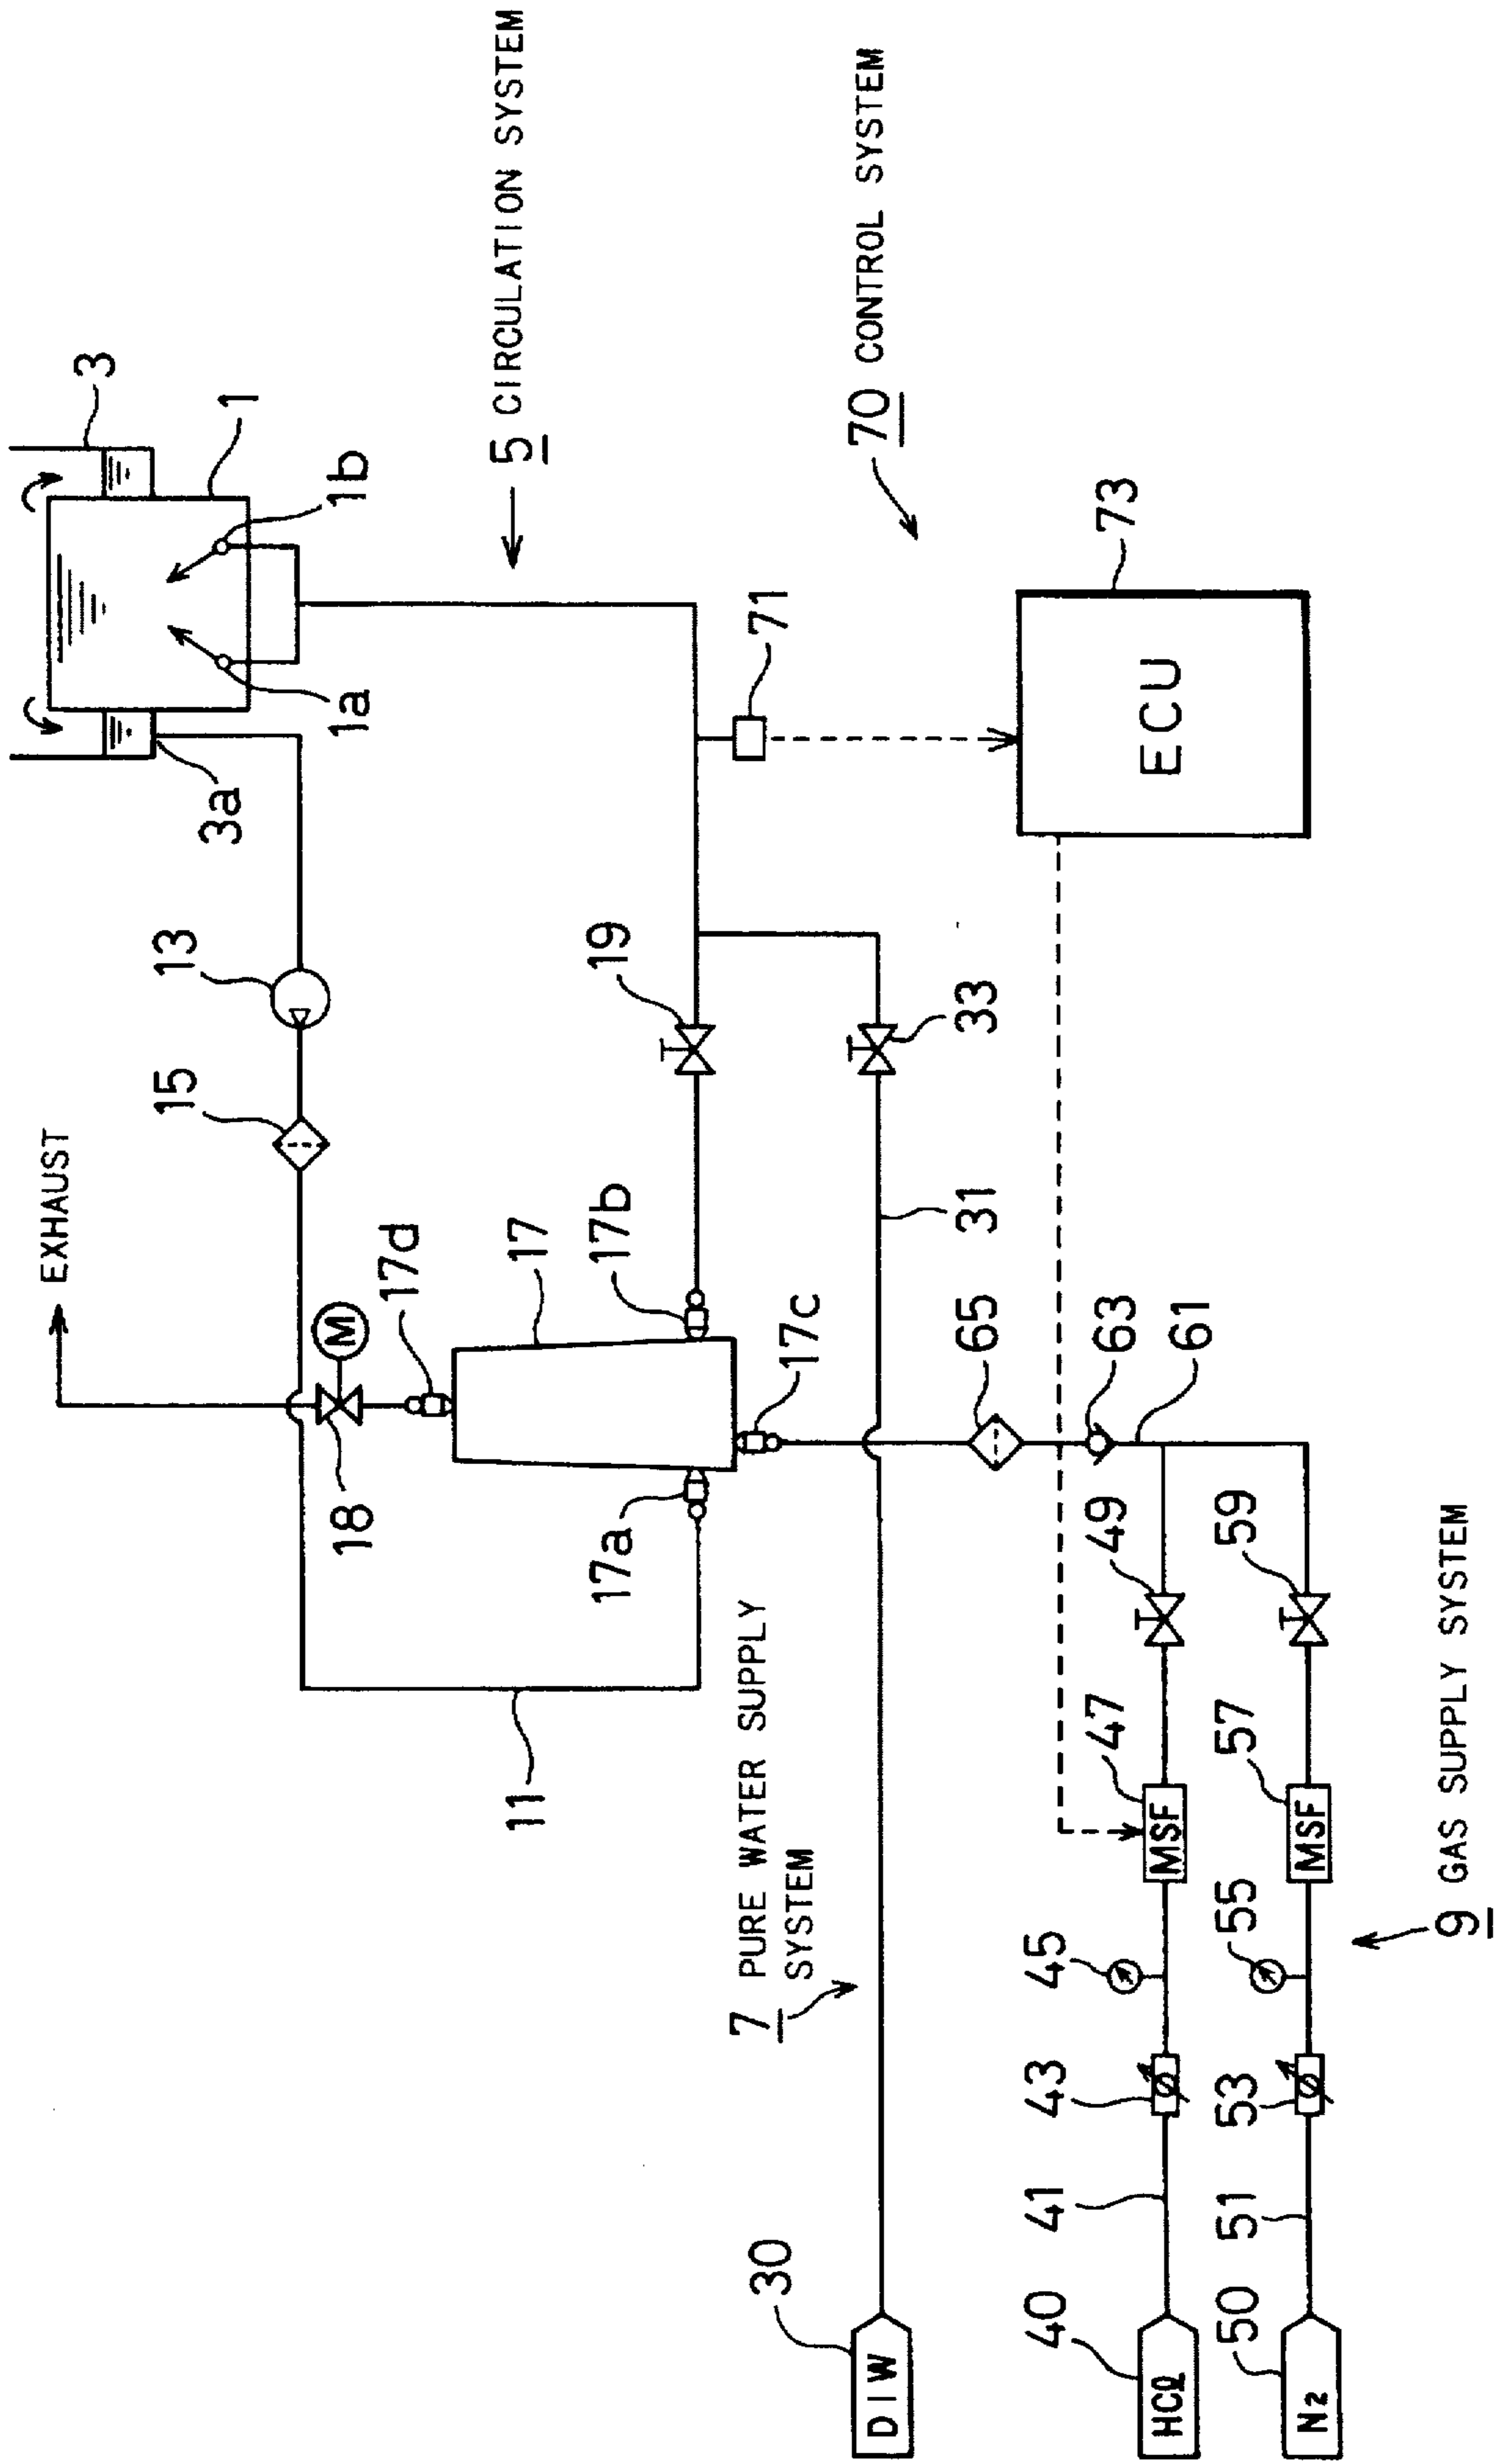 3
1
1b
1a
3a
5 CIRCULATION SYSTEM
13
15
EXHAUST
17d
M
18
17
17b
17c
17a
11
19
71
33
31
70 CONTROL SYSTEM
73
ECU
7 PURE WATER SUPPLY
SYSTEM
65
63
61
49
59
47
MSF
57
MSF
45
55
43
53
41
51
30
DIW
40
HCℓ
50
N2
9 GAS SUPPLY SYSTEM